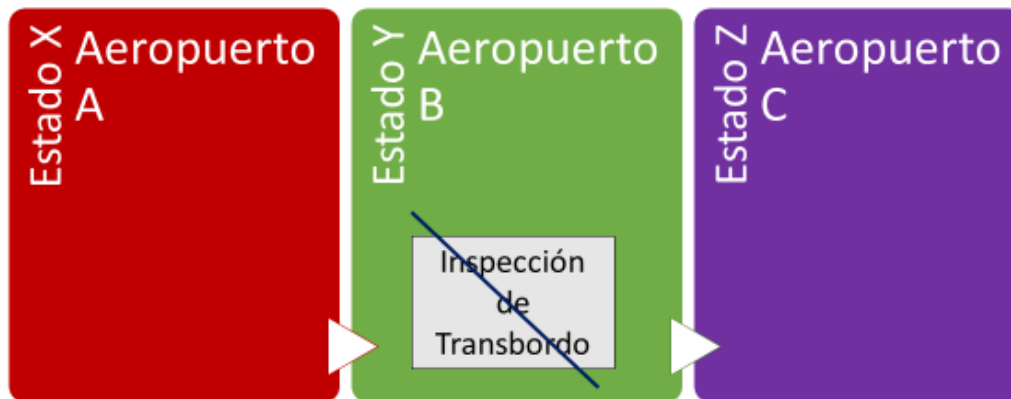 Estado X
Aeropuerto
A
Estado Y
Aeropuerto
B
Inspección
de
Transbordo
Estado Z
Aeropuerto
C